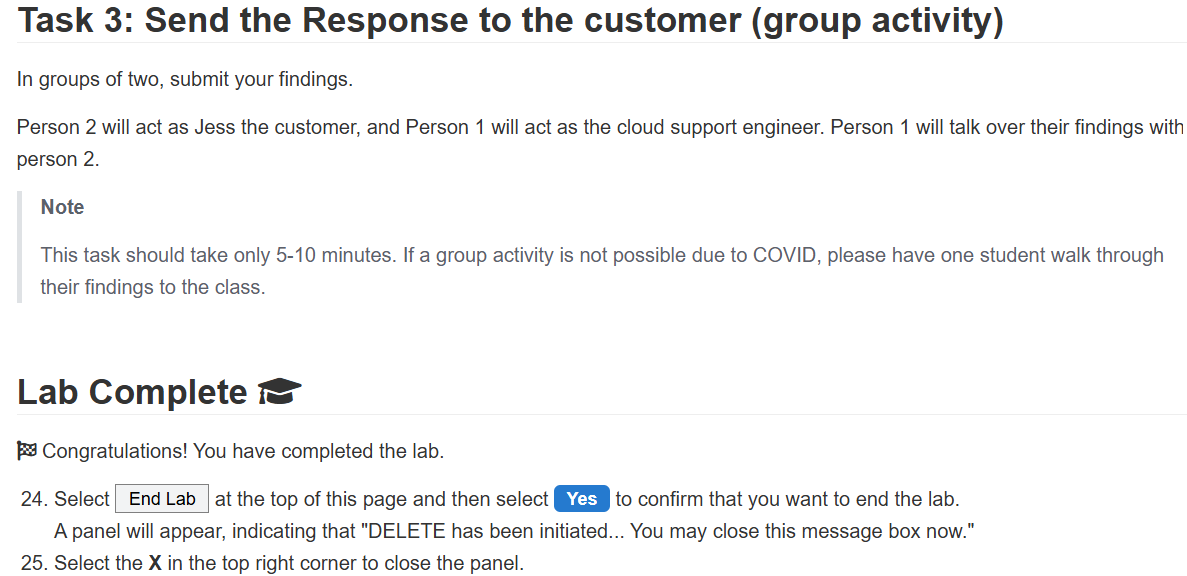 Task 3: Send the Response to the customer (group activity)
In groups of two, submit your findings.
Person 2 will act as Jess the customer, and Person 1 will act as the cloud support engineer. Person 1 will talk over their findings with
person 2.
Note
This task should take only 5-10 minutes. If a group activity is not possible due to COVID, please have one student walk through
their findings to the class.
Lab Complete
Congratulations! You have completed the lab.
24. Select End Lab at the top of this page and then select Yes to confirm that you want to end the lab.
A panel will appear, indicating that "DELETE has been initiated... You may close this message box now."
25. Select the X in the top right corner to close the panel.